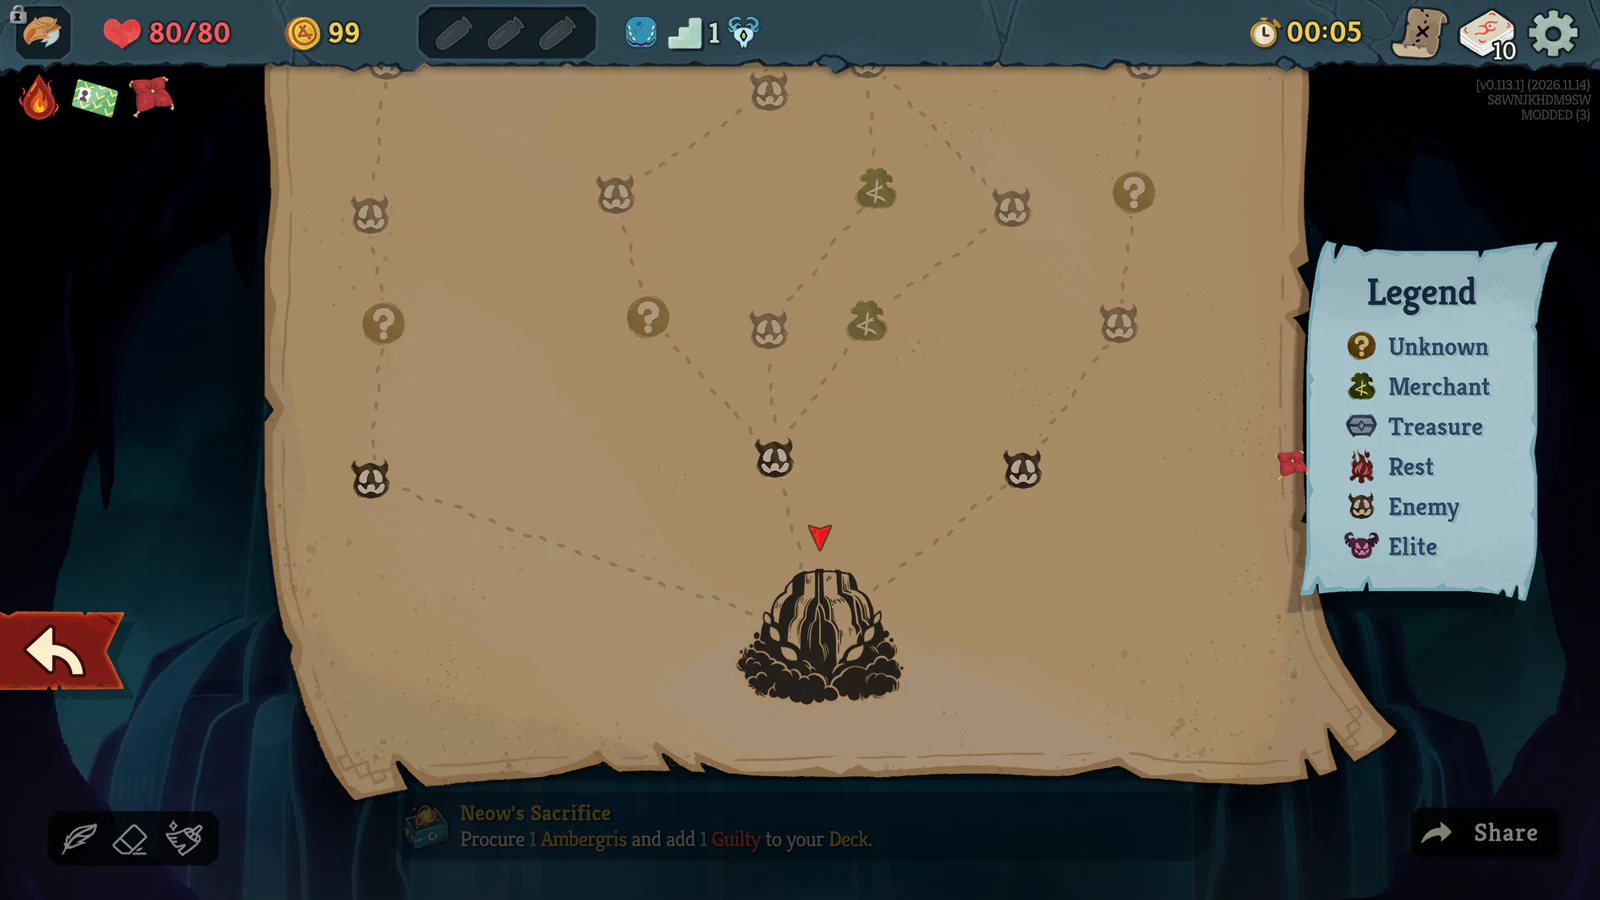 80/80
99
1
00:05
10
[v0.113.1] (2026.11.14)
S8WNJKHDM9SW
MODDED (3)
Legend
Unknown
Merchant
Treasure
Rest
Enemy
Elite
Neow's Sacrifice
Procure 1 Ambergris and add 1 Guilty to your Deck.
Share